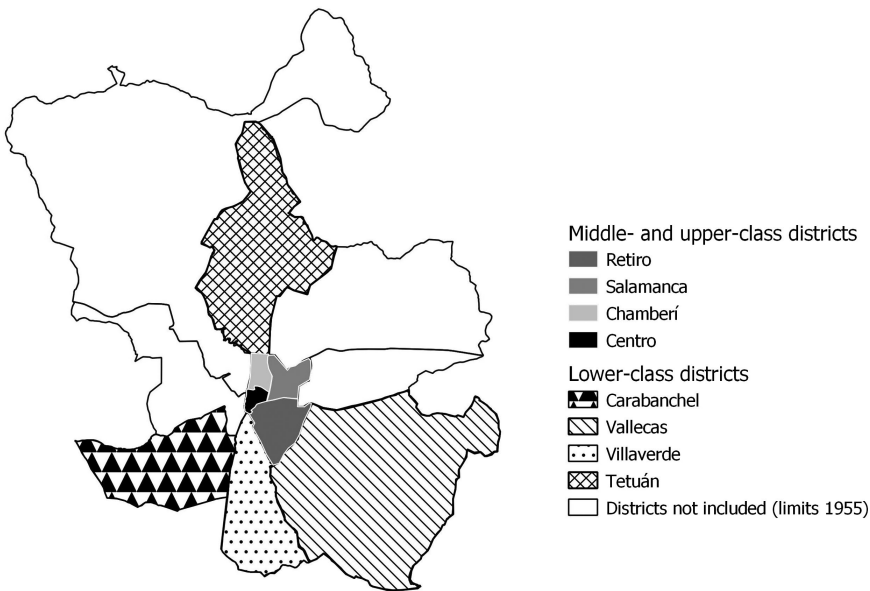 Middle- and upper-class districts
Retiro
Salamanca
Chamberí
Centro
Lower-class districts
Carabanchel
Vallecas
Villaverde
Tetuán
Districts not included (limits 1955)